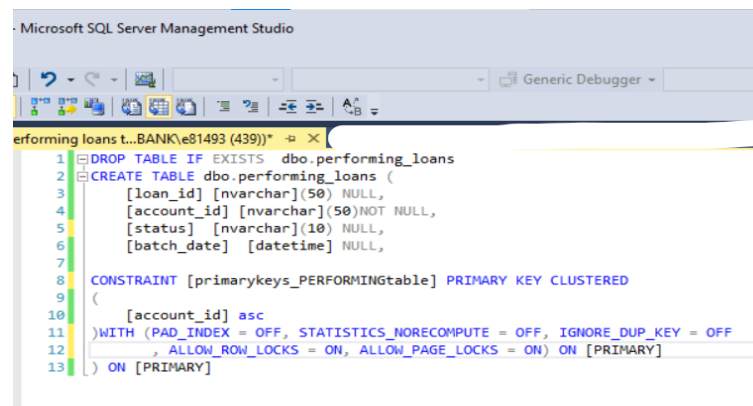 - Microsoft SQL Server Management Studio
Generic Debugger
erforming loans t...BANK\e81493 (439))*
1 DROP TABLE IF EXISTS  dbo.performing_loans
2 CREATE TABLE dbo.performing_loans (
3     [loan_id] [nvarchar](50) NULL,
4     [account_id] [nvarchar](50)NOT NULL,
5     [status]  [nvarchar](10) NULL,
6     [batch_date]  [datetime] NULL,
7
8 CONSTRAINT [primarykeys_PERFORMINGtable] PRIMARY KEY CLUSTERED
9 (
10     [account_id] asc
11 )WITH (PAD_INDEX = OFF, STATISTICS_NORECOMPUTE = OFF, IGNORE_DUP_KEY = OFF
12         , ALLOW_ROW_LOCKS = ON, ALLOW_PAGE_LOCKS = ON) ON [PRIMARY]
13 ) ON [PRIMARY]